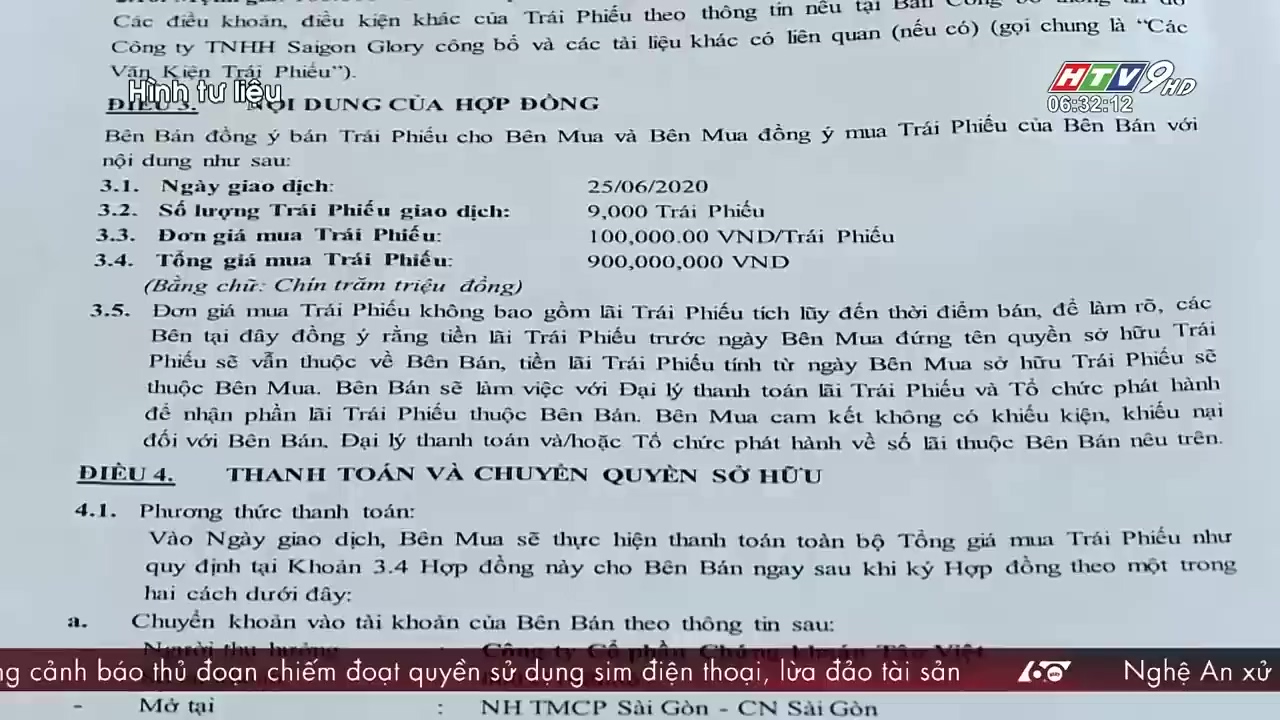 Các điều khoản, điều kiện khác của Trái Phiếu theo thông tin nêu tại Bản Công bố thông tin do
Công ty TNHH Saigon Glory công bố và các tài liệu khác có liên quan (nếu có) (gọi chung là “Các
Văn Kiện Trái Phiếu”).
Hình tư liệu
HTV9 HD
06:32:12
ĐIỀU 3. NỘI DUNG CỦA HỢP ĐỒNG
Bên Bán đồng ý bán Trái Phiếu cho Bên Mua và Bên Mua đồng ý mua Trái Phiếu của Bên Bán với
nội dung như sau:
3.1. Ngày giao dịch: 25/06/2020
3.2. Số lượng Trái Phiếu giao dịch: 9,000 Trái Phiếu
3.3. Đơn giá mua Trái Phiếu: 100,000.00 VND/Trái Phiếu
3.4. Tổng giá mua Trái Phiếu: 900,000,000 VND
(Bằng chữ: Chín trăm triệu đồng)
3.5. Đơn giá mua Trái Phiếu không bao gồm lãi Trái Phiếu tích lũy đến thời điểm bán, để làm rõ, các
Bên tại đây đồng ý rằng tiền lãi Trái Phiếu trước ngày Bên Mua đứng tên quyền sở hữu Trái
Phiếu sẽ vẫn thuộc về Bên Bán, tiền lãi Trái Phiếu tính từ ngày Bên Mua sở hữu Trái Phiếu sẽ
thuộc Bên Mua. Bên Bán sẽ làm việc với Đại lý thanh toán lãi Trái Phiếu và Tổ chức phát hành
để nhận phần lãi Trái Phiếu thuộc Bên Bán. Bên Mua cam kết không có khiếu kiện, khiếu nại
đối với Bên Bán, Đại lý thanh toán và/hoặc Tổ chức phát hành về số lãi thuộc Bên Bán nêu trên.
ĐIỀU 4. THANH TOÁN VÀ CHUYỂN QUYỀN SỞ HỮU
4.1. Phương thức thanh toán:
Vào Ngày giao dịch, Bên Mua sẽ thực hiện thanh toán toàn bộ Tổng giá mua Trái Phiếu như
quy định tại Khoản 3.4 Hợp đồng này cho Bên Bán ngay sau khi ký Hợp đồng theo một trong
hai cách dưới đây:
a. Chuyển khoản vào tài khoản của Bên Bán theo thông tin sau:
Người thụ hưởng : Công ty Cổ phần Chứng khoán Tân Việt
ng cảnh báo thủ đoạn chiếm đoạt quyền sử dụng sim điện thoại, lừa đảo tài sản 60 Nghệ An xử
- Mở tại : NH TMCP Sài Gòn - CN Sài Gòn